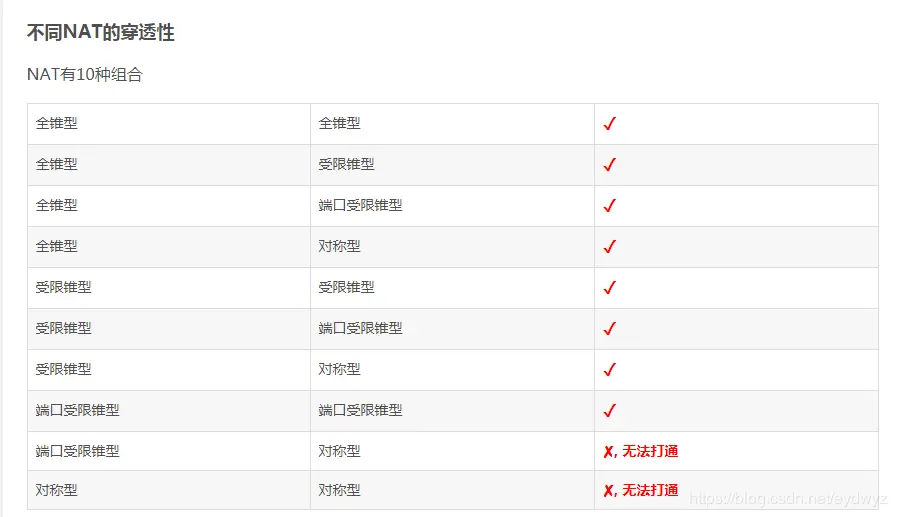 不同NAT的穿透性
NAT有10种组合
全锥型 全锥型 ✓
全锥型 受限锥型 ✓
全锥型 端口受限锥型 ✓
全锥型 对称型 ✓
受限锥型 受限锥型 ✓
受限锥型 端口受限锥型 ✓
受限锥型 对称型 ✓
端口受限锥型 端口受限锥型 ✓
端口受限锥型 对称型 ✗, 无法打通
对称型 对称型 ✗, 无法打通
https://blog.csdn.net/eydwyz